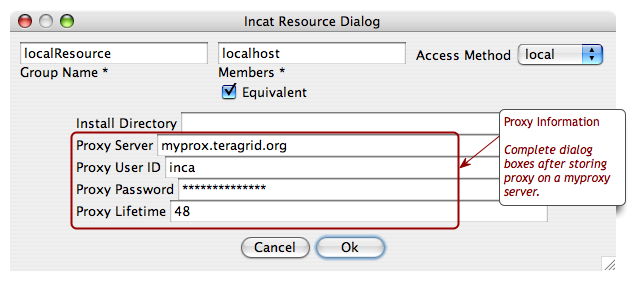 Incat Resource Dialog
localResource localhost Access Method local
Group Name * Members *
Equivalent
Install Directory
Proxy Server myprox.teragrid.org
Proxy User ID inca
Proxy Password **************
Proxy Lifetime 48
Proxy Information
Complete dialog
boxes after storing
proxy on a myproxy
server.
Cancel Ok